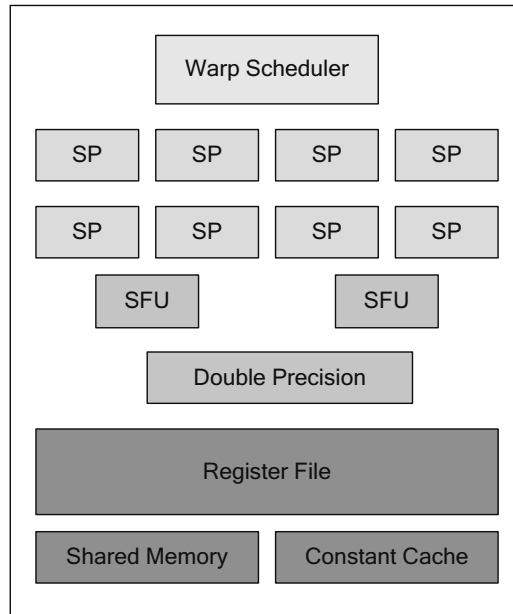 Warp Scheduler
SP SP SP SP
SP SP SP SP
SFU SFU
Double Precision
Register File
Shared Memory Constant Cache